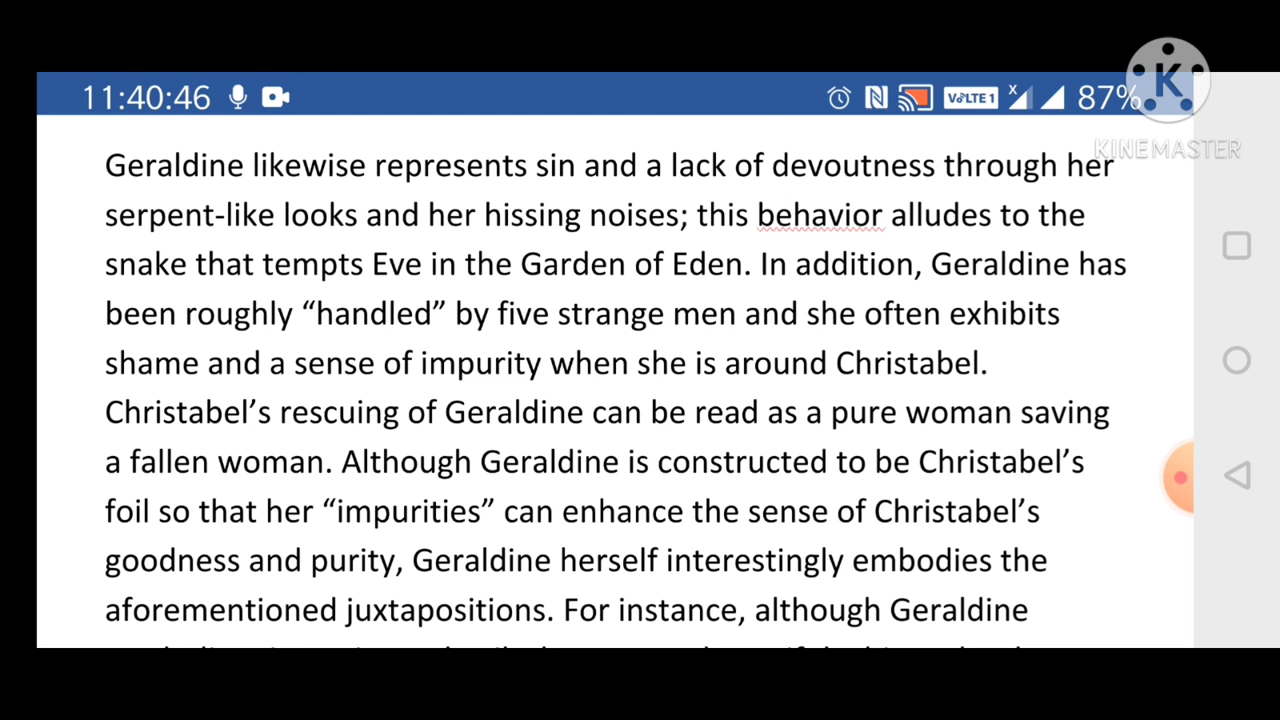 11:40:46 VoLTE 1 X 87%
K
KINEMASTER
Geraldine likewise represents sin and a lack of devoutness through her
serpent-like looks and her hissing noises; this behavior alludes to the
snake that tempts Eve in the Garden of Eden. In addition, Geraldine has
been roughly “handled” by five strange men and she often exhibits
shame and a sense of impurity when she is around Christabel.
Christabel’s rescuing of Geraldine can be read as a pure woman saving
a fallen woman. Although Geraldine is constructed to be Christabel’s
foil so that her “impurities” can enhance the sense of Christabel’s
goodness and purity, Geraldine herself interestingly embodies the
aforementioned juxtapositions. For instance, although Geraldine